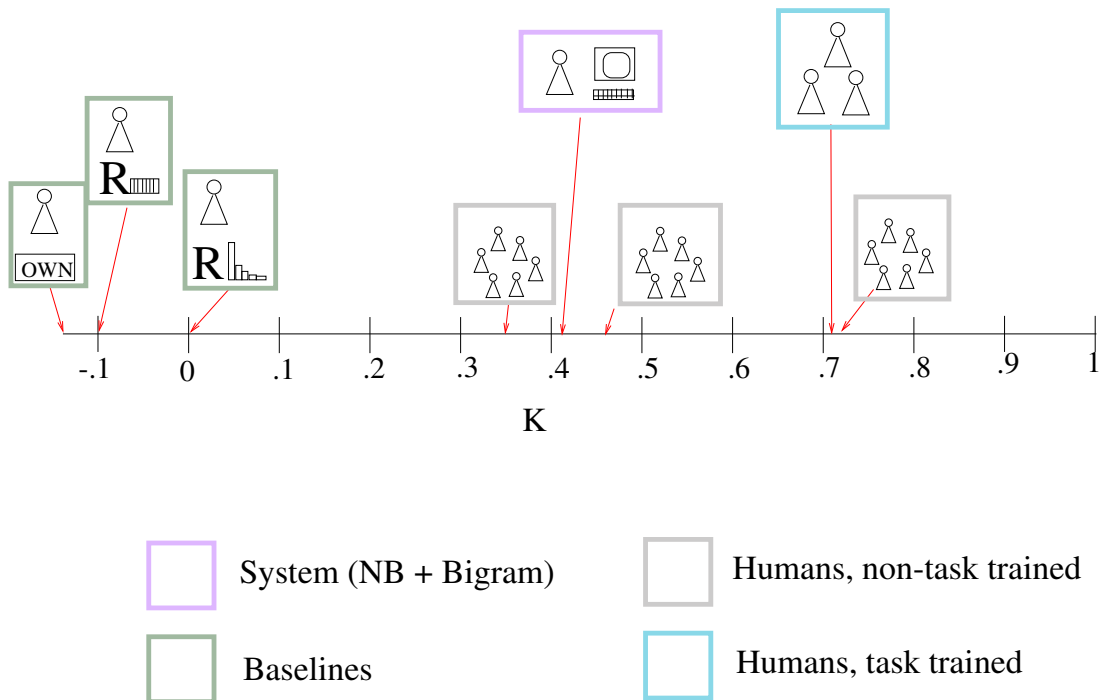 R
R
OWN
-.1 0 .1 .2 .3 .4 .5 .6 .7 .8 .9 1
K
System (NB + Bigram)
Humans, non-task trained
Baselines
Humans, task trained